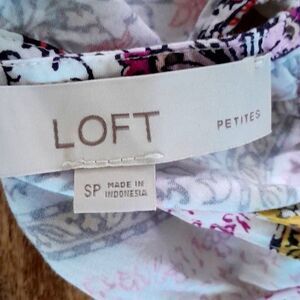 LOFT
PETITES
SP
MADE IN
INDONESIA